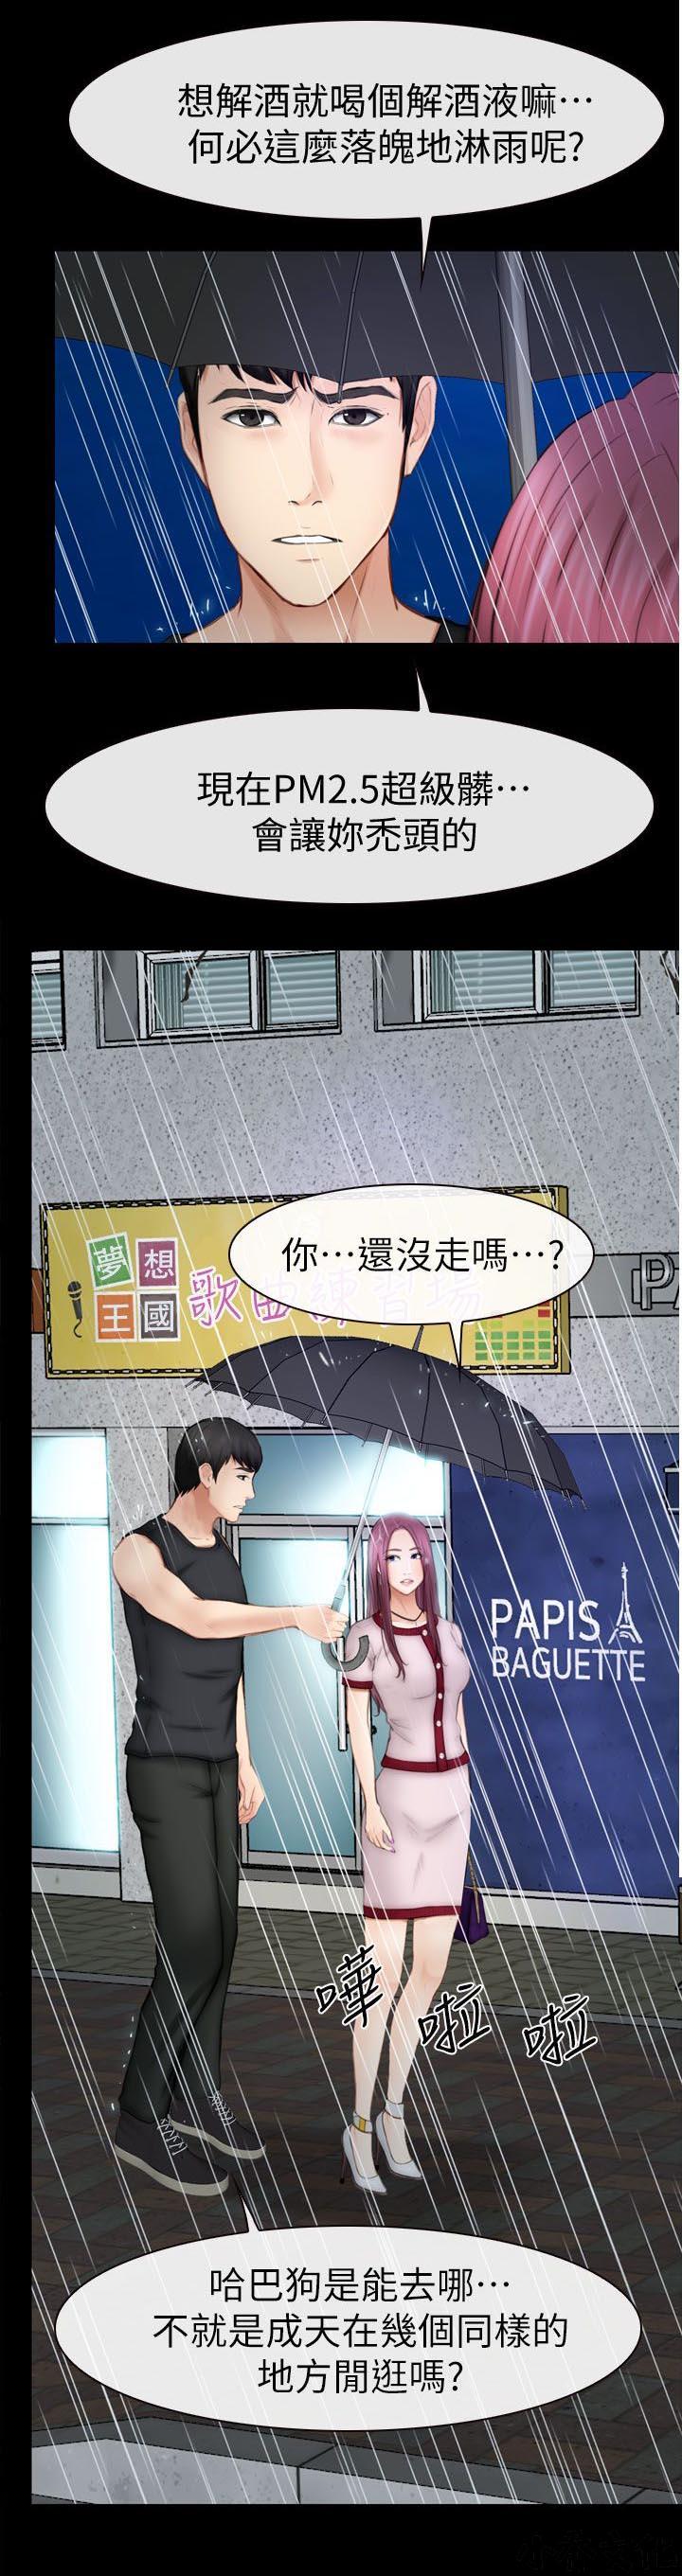 想解酒就喝個解酒液嘛…
何必這麼落魄地淋雨呢?
現在PM2.5超級髒…
會讓妳禿頭的
你…還沒走嗎…?
夢想
王國
歌曲練習場
PA
PAPIS
BAGUETTE
嘩啦啦
哈巴狗是能去哪…
不就是成天在幾個同樣的
地方閒逛嗎?